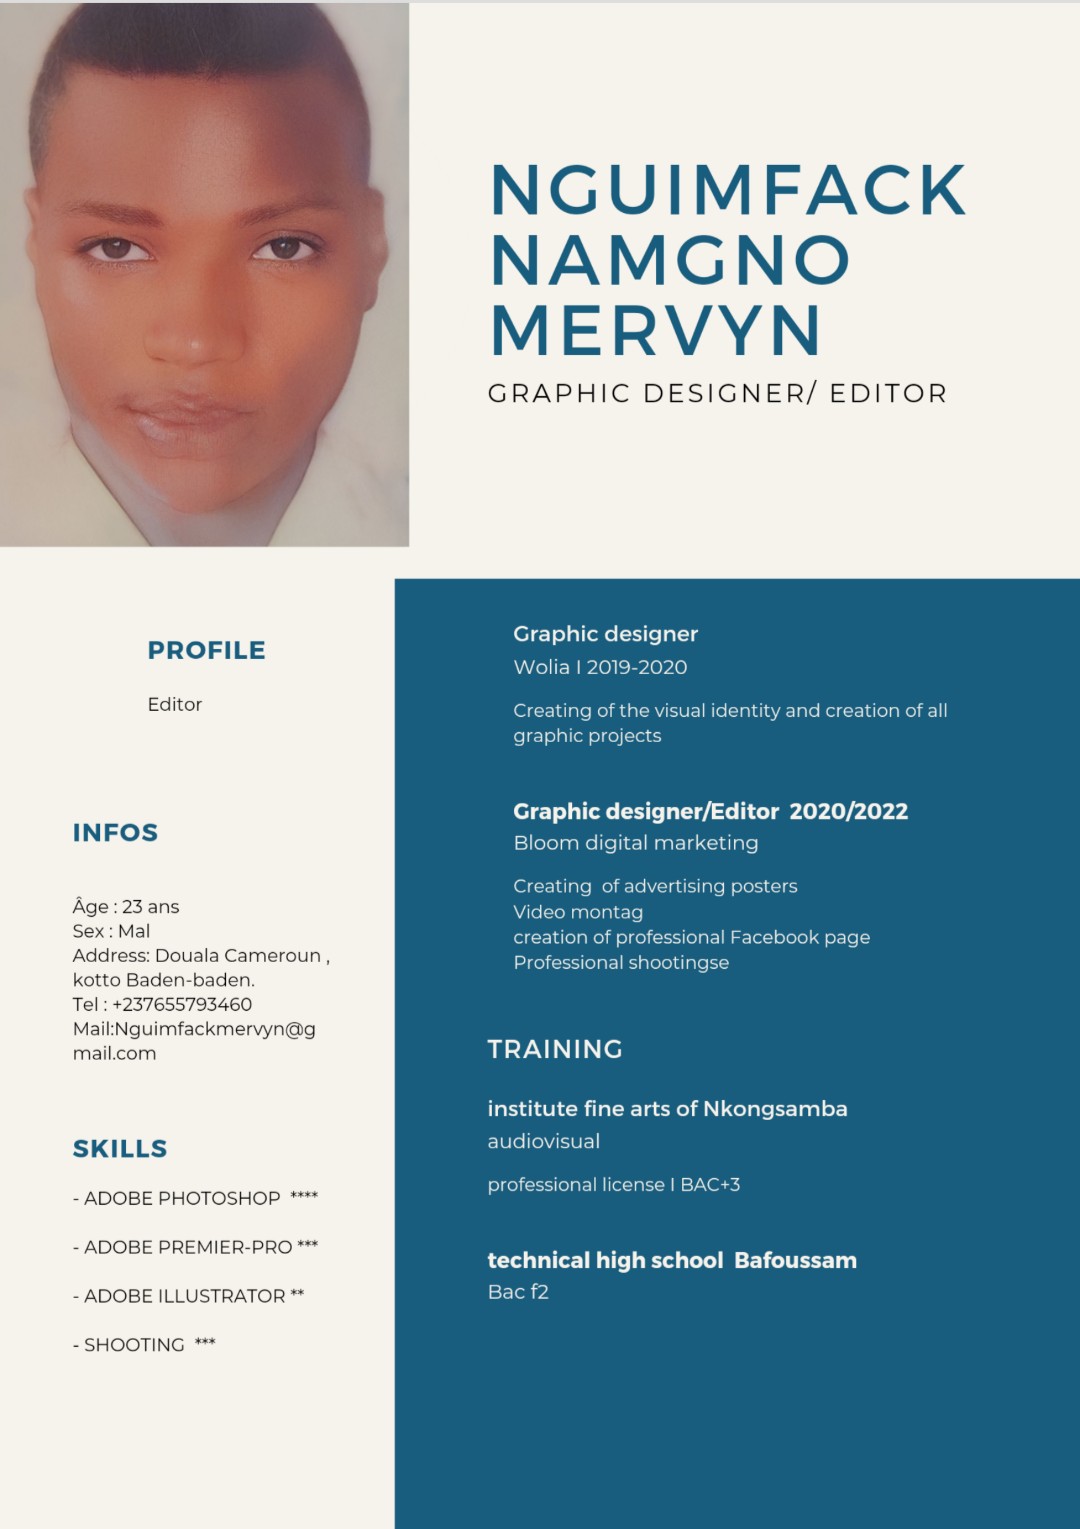 NGUIMFACK
NAMGNO
MERVYN
GRAPHIC DESIGNER/ EDITOR
PROFILE
Editor
INFOS
Âge : 23 ans
Sex : Mal
Address: Douala Cameroun ,
kotto Baden-baden.
Tel : +237655793460
Mail:Nguimfackmervyn@g
mail.com
SKILLS
- ADOBE PHOTOSHOP  ****
- ADOBE PREMIER-PRO ***
- ADOBE ILLUSTRATOR **
- SHOOTING  ***
Graphic designer
Wolia I 2019-2020
Creating of the visual identity and creation of all
graphic projects
Graphic designer/Editor  2020/2022
Bloom digital marketing
Creating  of advertising posters
Video montag
creation of professional Facebook page
Professional shootingse
TRAINING
institute fine arts of Nkongsamba
audiovisual
professional license I BAC+3
technical high school  Bafoussam
Bac f2